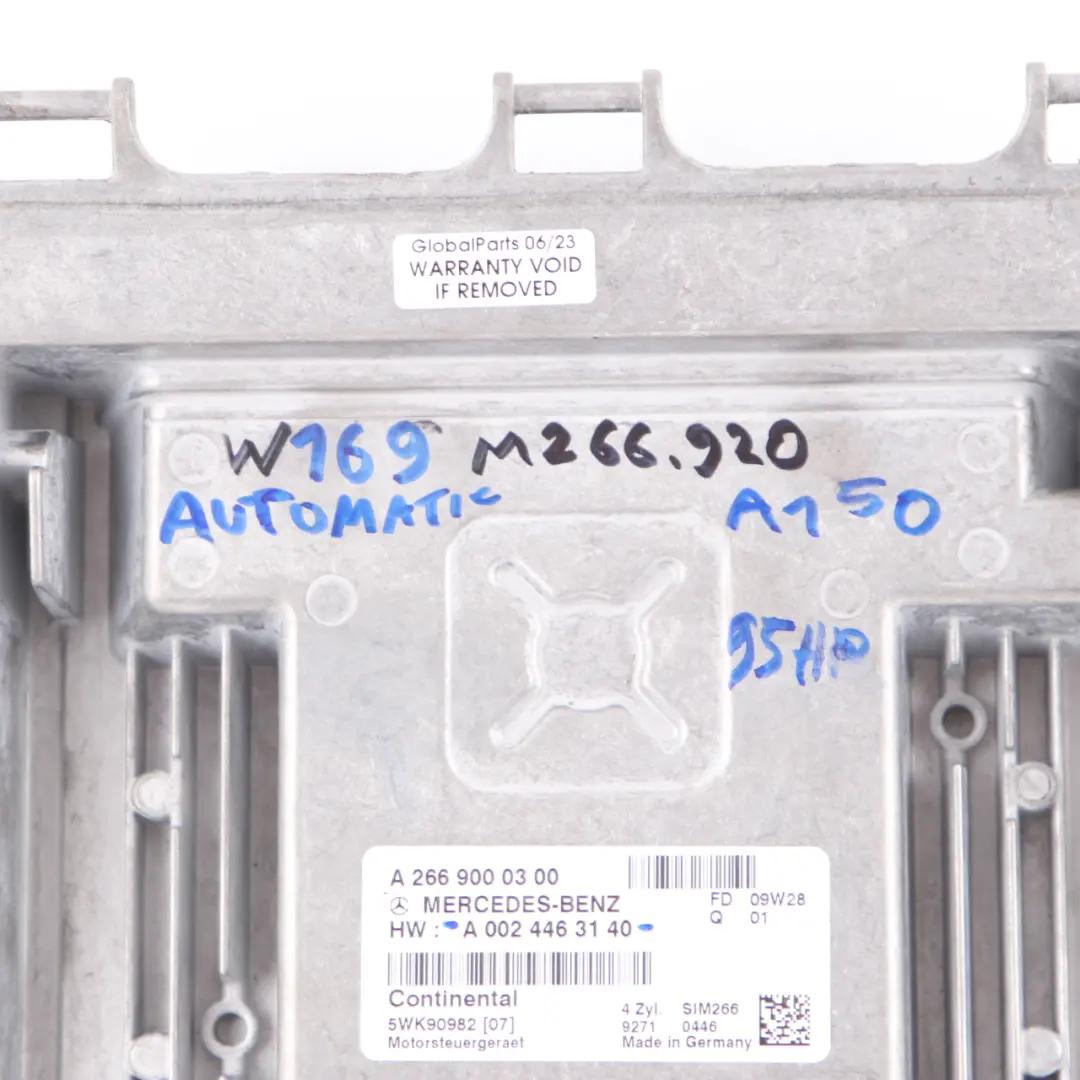 GlobalParts 06/23
WARRANTY VOID
IF REMOVED
W169 M266.920
AUTOMATIC A150
95HP
A 266 900 03 00
MERCEDES-BENZ
HW : A 002 446 31 40
FD 09W28
Q 01
Continental
5WK90982 [07]
Motorsteuergeraet
4 Zyl. SIM266
9271 0446
Made in Germany